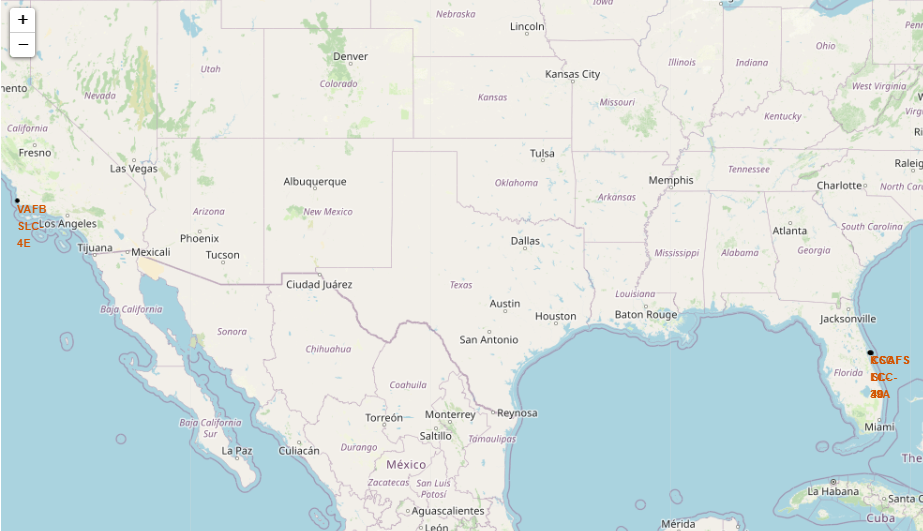 +
−
Nebraska
Iowa
Lincoln
Denver
Utah
Colorado
Kansas City
Illinois
Indiana
Ohio
Nevada
Kansas
Missouri
West Virginia
Kentucky
California
Fresno
Las Vegas
Tulsa
Albuquerque
Oklahoma
Memphis
Tennessee
Charlotte
Arkansas
Arizona
New Mexico
VAFB
SLC-
4E
Los Angeles
Phoenix
Tucson
Tijuana
Mexicali
Dallas
Mississippi
Alabama
Atlanta
Georgia
South Carolina
Ciudad Juárez
Texas
Louisiana
Austin
Houston
Baton Rouge
Jacksonville
San Antonio
Baja California
Sonora
Chihuahua
Coahuila
Florida
Miami
Baja California
Sur
La Paz
Culiacán
Torreón
Monterrey
Reynosa
Saltillo
Durango
Tamaulipas
México
Zacatecas
San Luis
Potosí
Aguascalientes
León
Mérida
La Habana
Cuba
The
Santa C